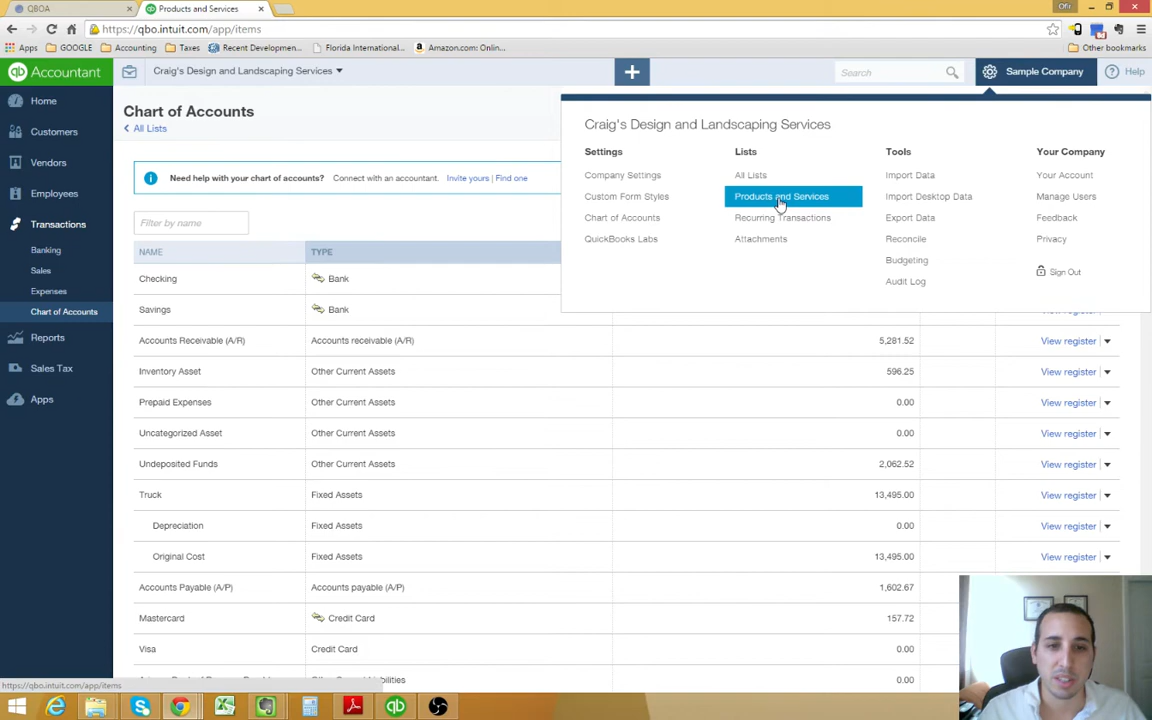 QBOA
Products and Services
Ofir
https://qbo.intuit.com/app/items
Apps
GOOGLE
Accounting
Taxes
Recent Developmen...
Florida International...
Amazon.com: Onlin...
Other bookmarks
qb Accountant
Craig's Design and Landscaping Services
Search
Sample Company
? Help
Home
Customers
Vendors
Employees
Transactions
Banking
Sales
Expenses
Chart of Accounts
Reports
Sales Tax
Apps
Chart of Accounts
All Lists
Need help with your chart of accounts? Connect with an accountant. Invite yours | Find one
Filter by name
Craig's Design and Landscaping Services
Settings
Company Settings
Custom Form Styles
Chart of Accounts
QuickBooks Labs
Lists
All Lists
Products and Services
Recurring Transactions
Attachments
Tools
Import Data
Import Desktop Data
Export Data
Reconcile
Budgeting
Audit Log
Your Company
Your Account
Manage Users
Feedback
Privacy
Sign Out
NAME TYPE
Checking Bank
Savings Bank
Accounts Receivable (A/R) Accounts receivable (A/R) 5,281.52 View register
Inventory Asset Other Current Assets 596.25 View register
Prepaid Expenses Other Current Assets 0.00 View register
Uncategorized Asset Other Current Assets 0.00 View register
Undeposited Funds Other Current Assets 2,062.52 View register
Truck Fixed Assets 13,495.00 View register
Depreciation Fixed Assets 0.00 View register
Original Cost Fixed Assets 13,495.00 View register
Accounts Payable (A/P) Accounts payable (A/P) 1,602.67
Mastercard Credit Card 157.72
Visa Credit Card 0.00
0.00
https://qbo.intuit.com/app/items